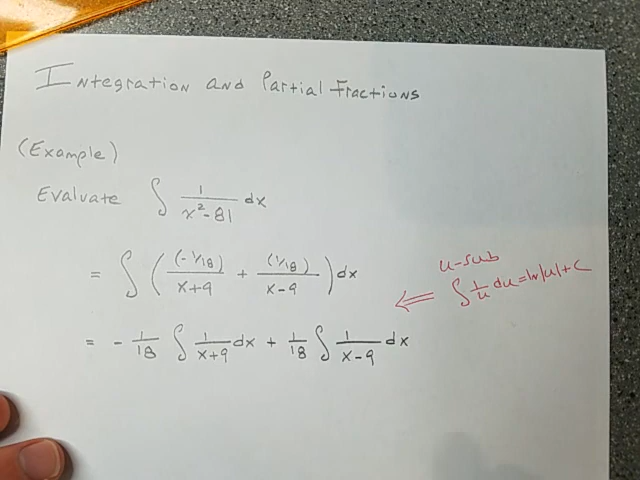 Integration and Partial Fractions
(Example)
Evaluate ∫ 1/(x²-81) dx
= ∫ ( (-1/18)/(x+9) + (1/18)/(x-9) ) dx
u-sub
⇐ ∫ 1/u du = ln|u| + C
= - 1/18 ∫ 1/(x+9) dx + 1/18 ∫ 1/(x-9) dx